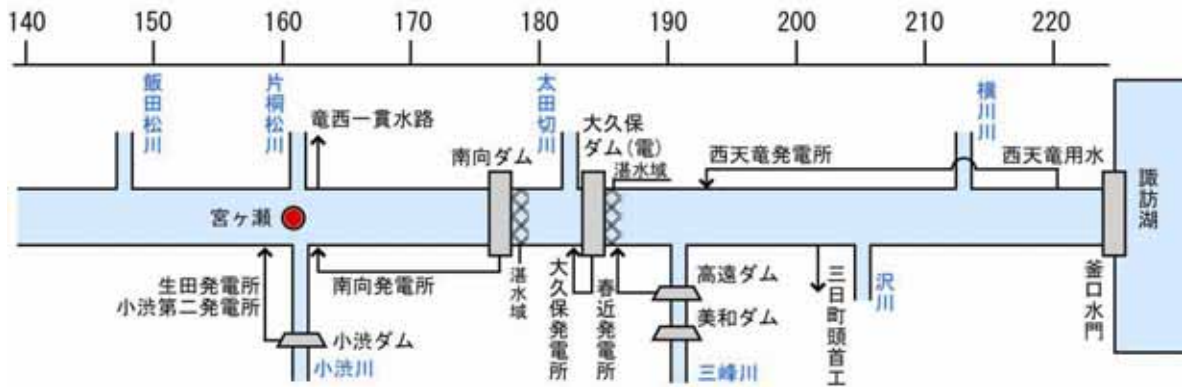 140 150 160 170 180 190 200 210 220
飯田松川
片桐松川
竜西一貫水路
南向ダム
太田切川
大久保
ダム(電)
湛水域
西天竜発電所
横川川
西天竜用水
諏訪湖
宮ヶ瀬
生田発電所
小渋第二発電所
南向発電所
湛水域
大久保発電所
春近発電所
高遠ダム
美和ダム
三日町頭首工
沢川
釜口水門
小渋ダム
小渋川
三峰川